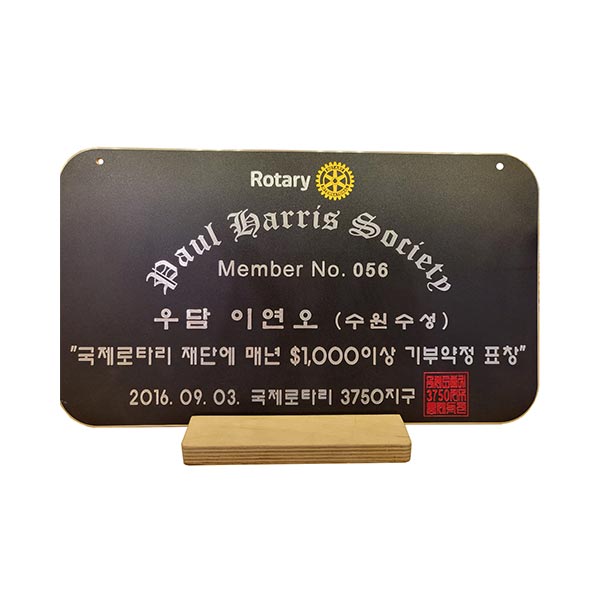 Rotary
Paul Harris Society
Member No. 056
우담 이연오 (수원수성)
"국제로타리 재단에 매년 $1,000이상 기부약정 표창"
2016. 09. 03. 국제로타리 3750지구
3750